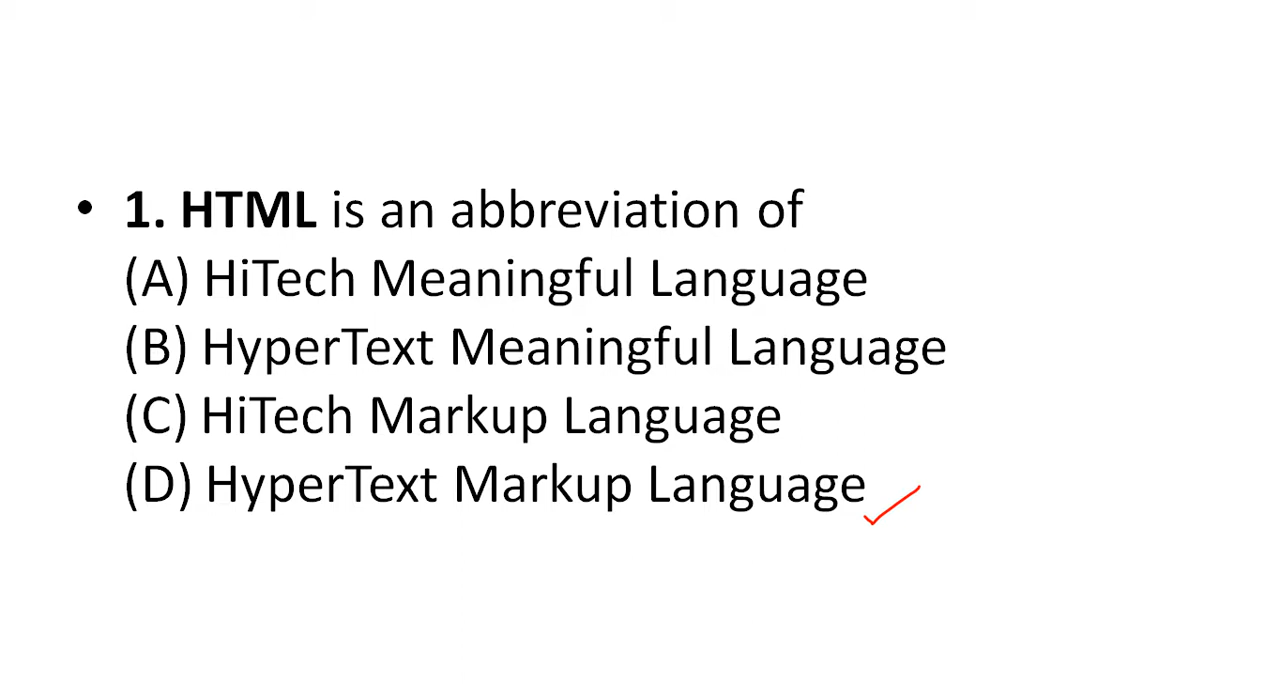 • 1. HTML is an abbreviation of
(A) HiTech Meaningful Language
(B) HyperText Meaningful Language
(C) HiTech Markup Language
(D) HyperText Markup Language